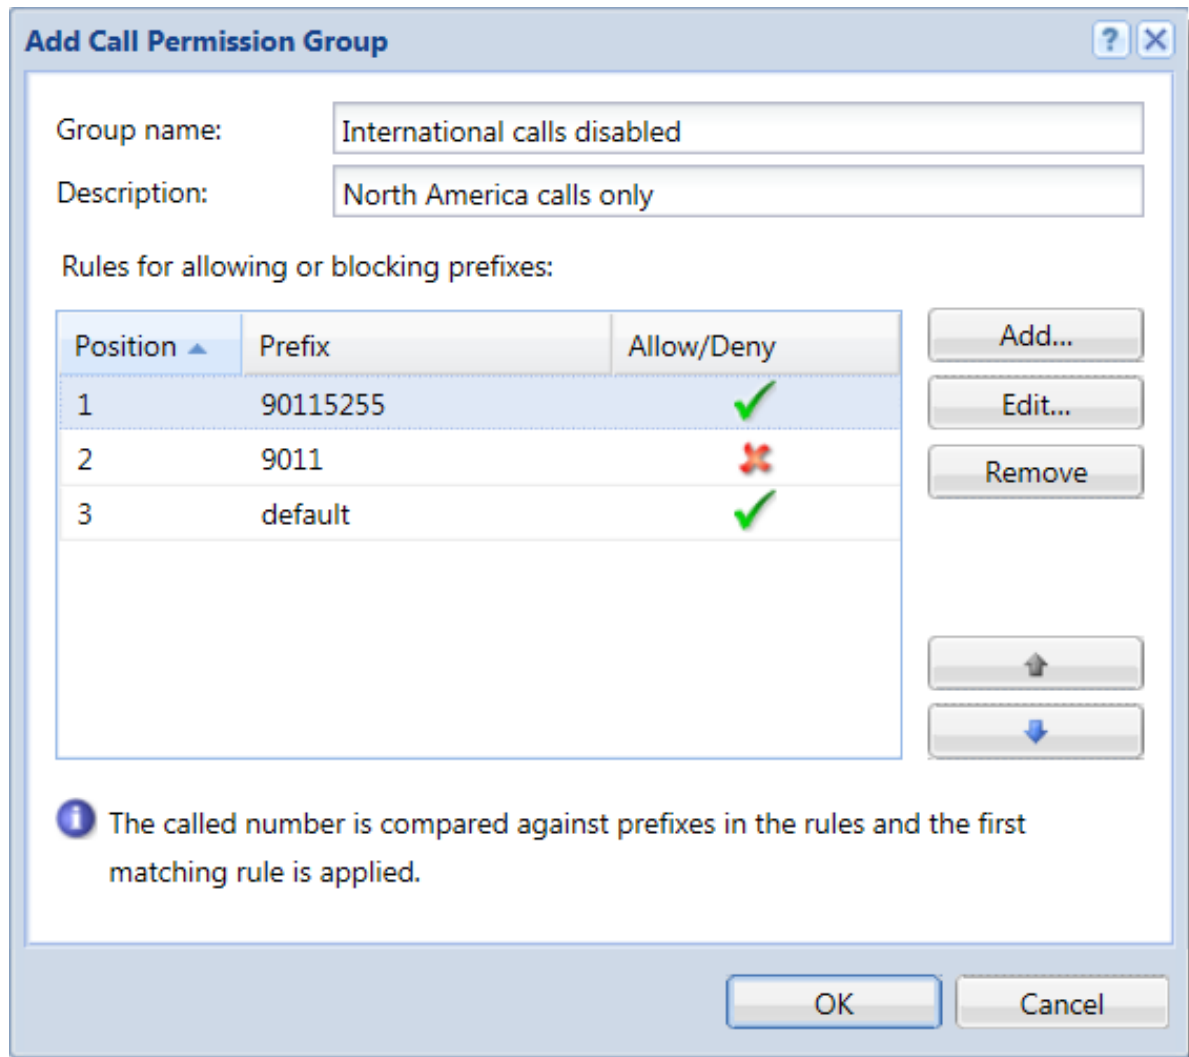 Add Call Permission Group
?
Group name: International calls disabled
Description: North America calls only
Rules for allowing or blocking prefixes:
Position Prefix Allow/Deny
1 90115255
2 9011
3 default
Add...
Edit...
Remove
i The called number is compared against prefixes in the rules and the first
matching rule is applied.
OK Cancel